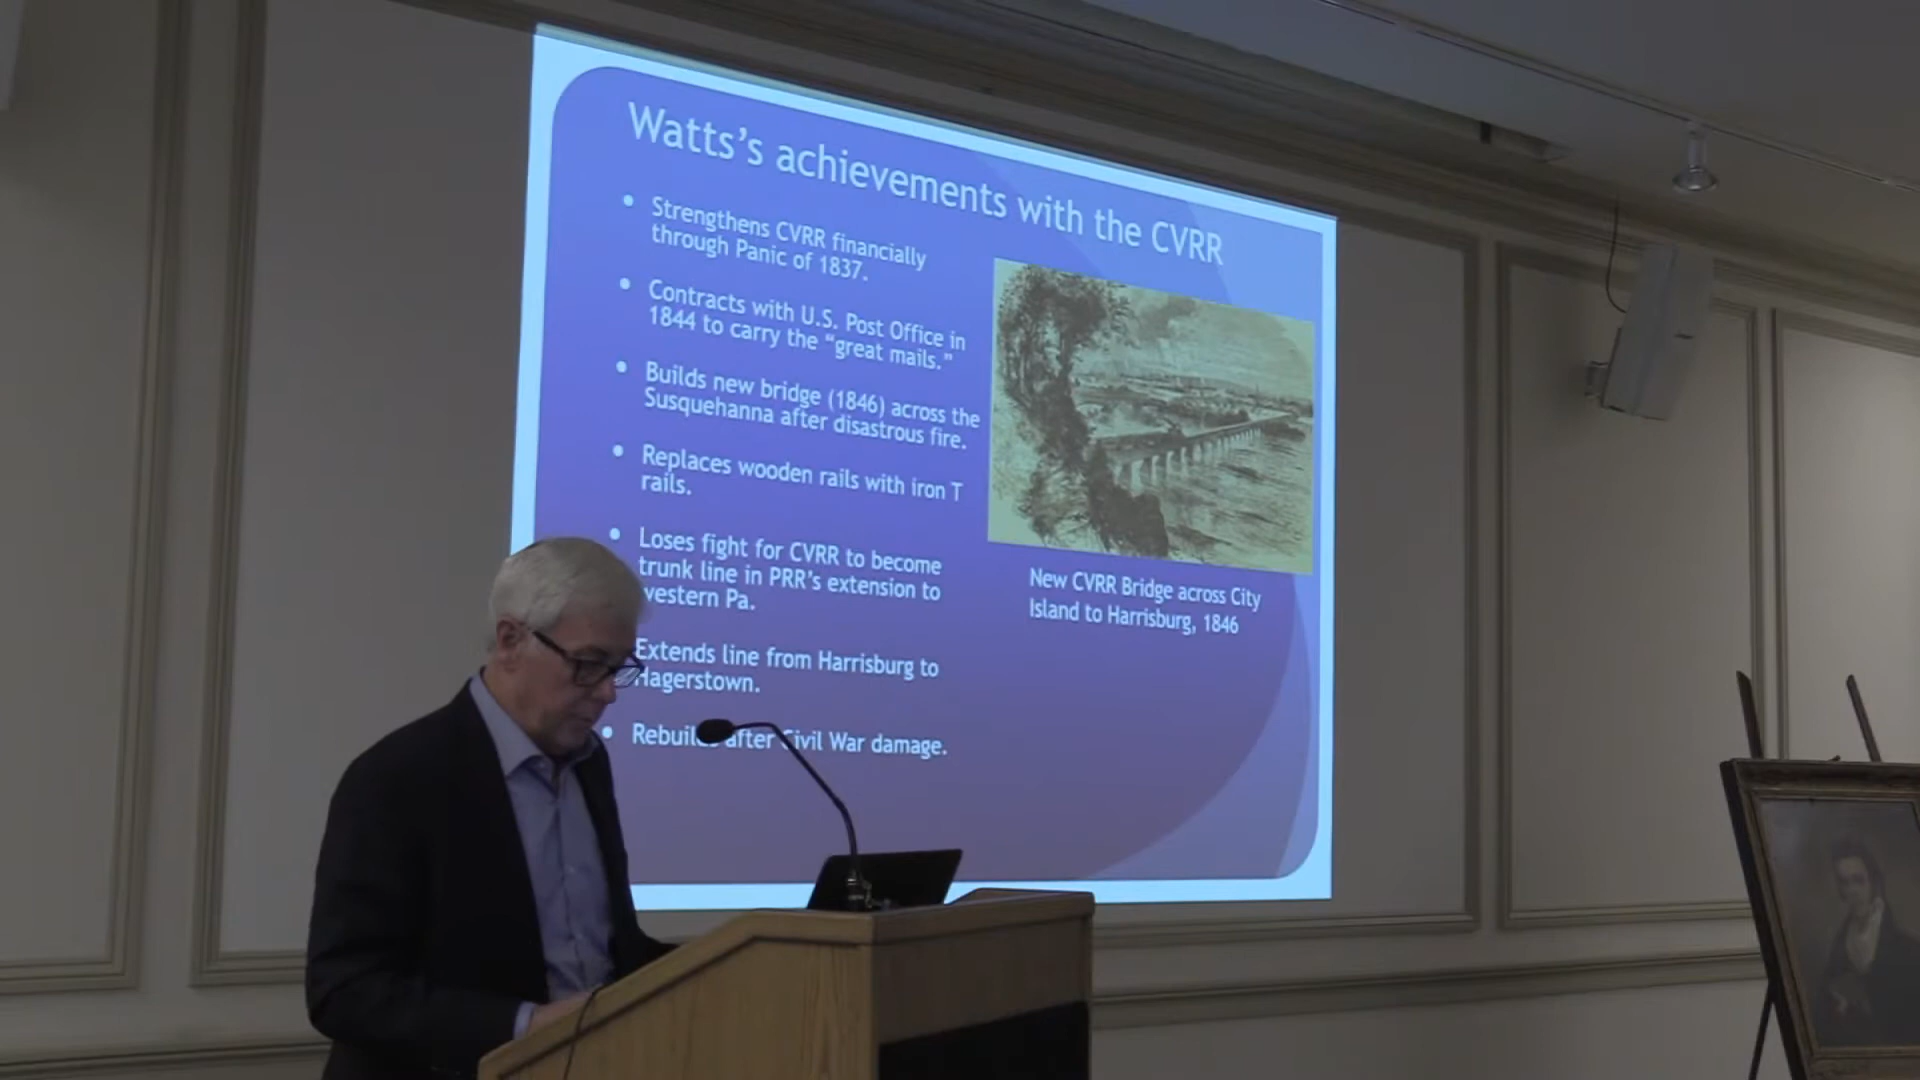 Watts's achievements with the CVRR
• Strengthens CVRR financially
through Panic of 1837.
• Contracts with U.S. Post Office in
1844 to carry the “great mails.”
• Builds new bridge (1846) across the
Susquehanna after disastrous fire.
• Replaces wooden rails with iron T
rails.
• Loses fight for CVRR to become
trunk line in PRR's extension to
western Pa.
Extends line from Harrisburg to
Hagerstown.
• after Civil War damage.
New CVRR Bridge across City
Island to Harrisburg, 1846